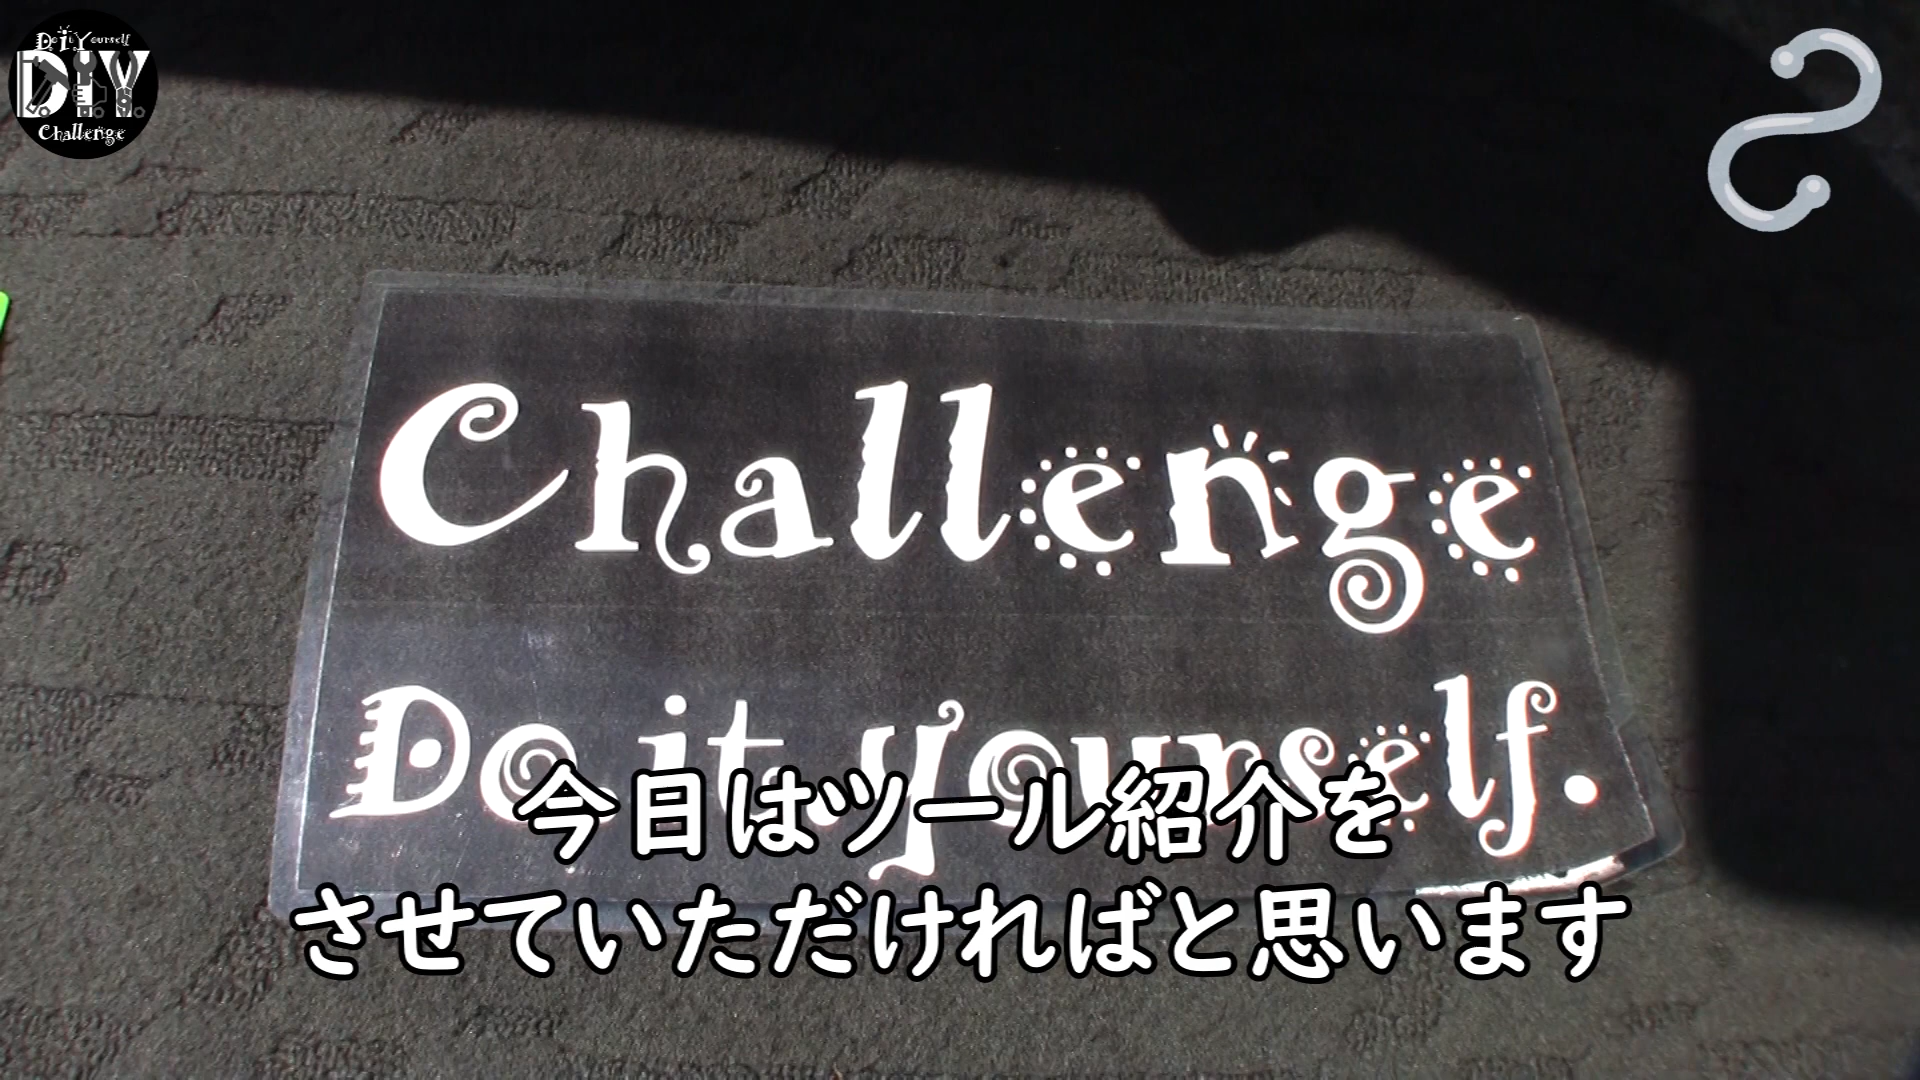 Do it Yourself
DIY
Challenge
Challenge
Do it yourself.
今日はツール紹介を
させていただければと思います